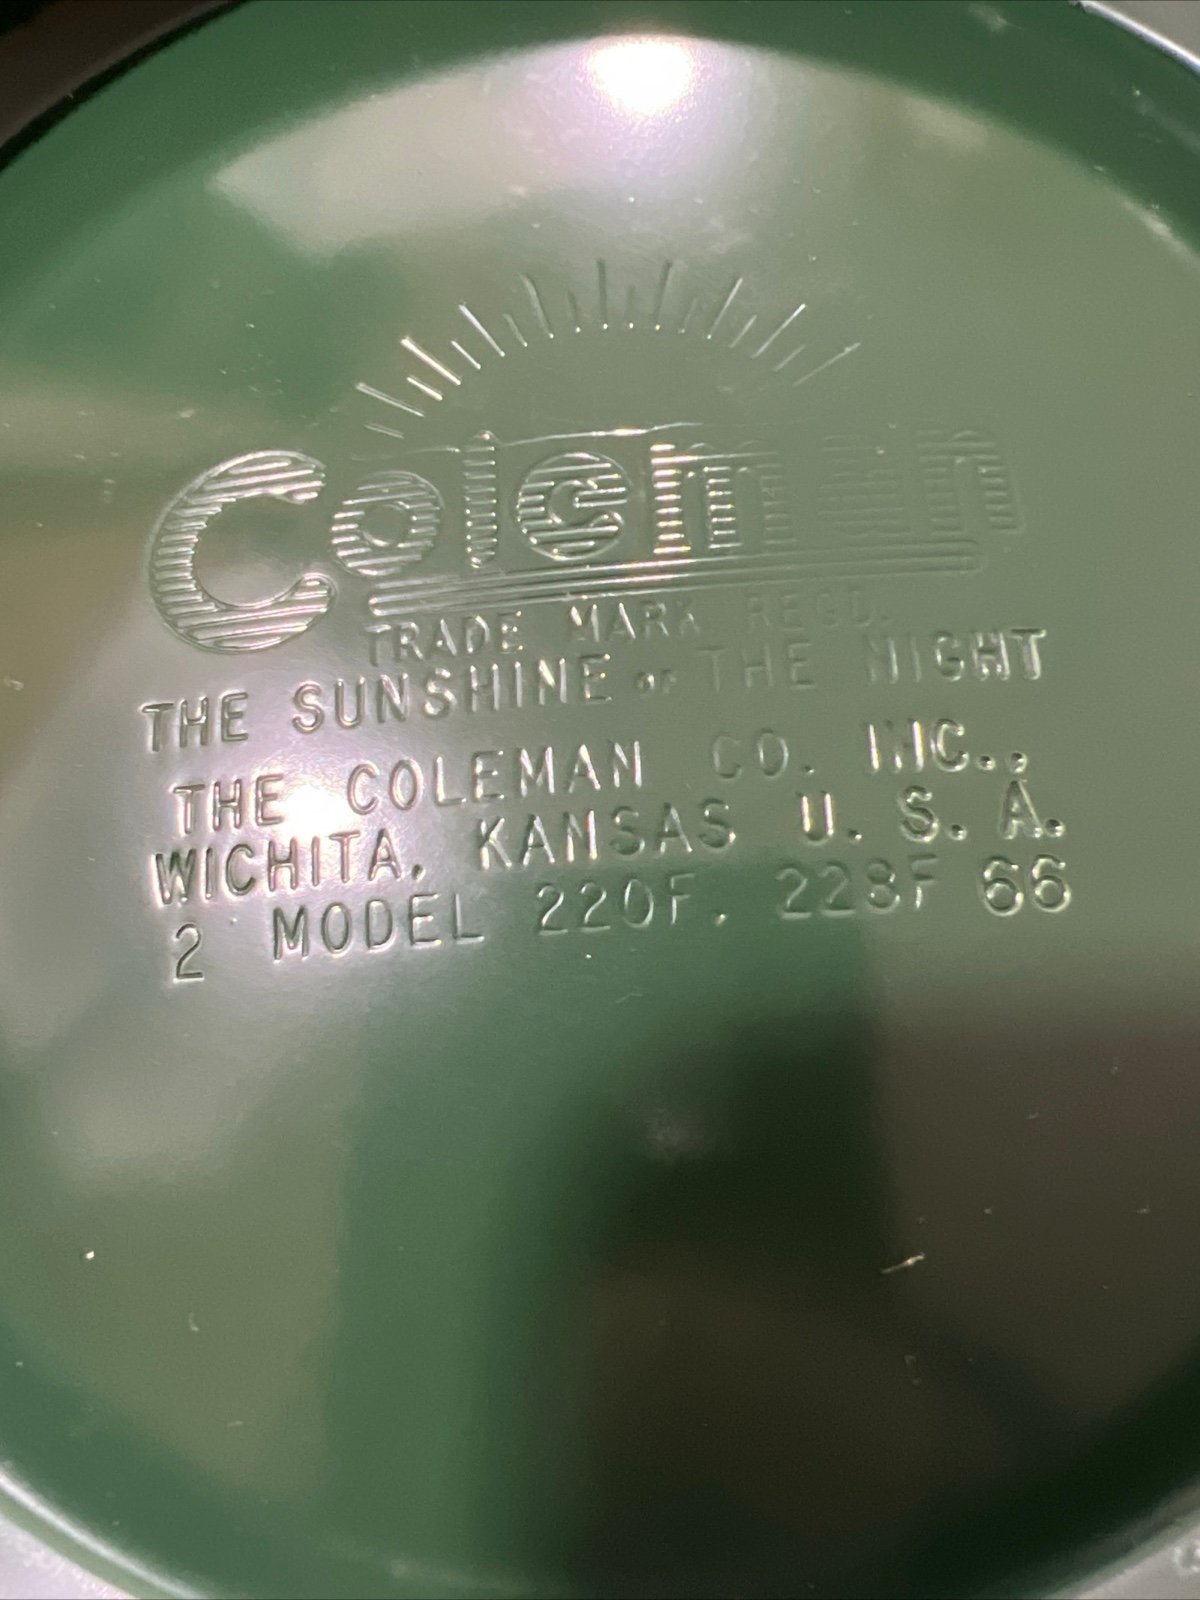 Coleman
TRADE MARK REGD.
THE SUNSHINE OF THE NIGHT
THE COLEMAN CO. INC.,
WICHITA, KANSAS U. S. A.
2 MODEL 220F, 228F 66